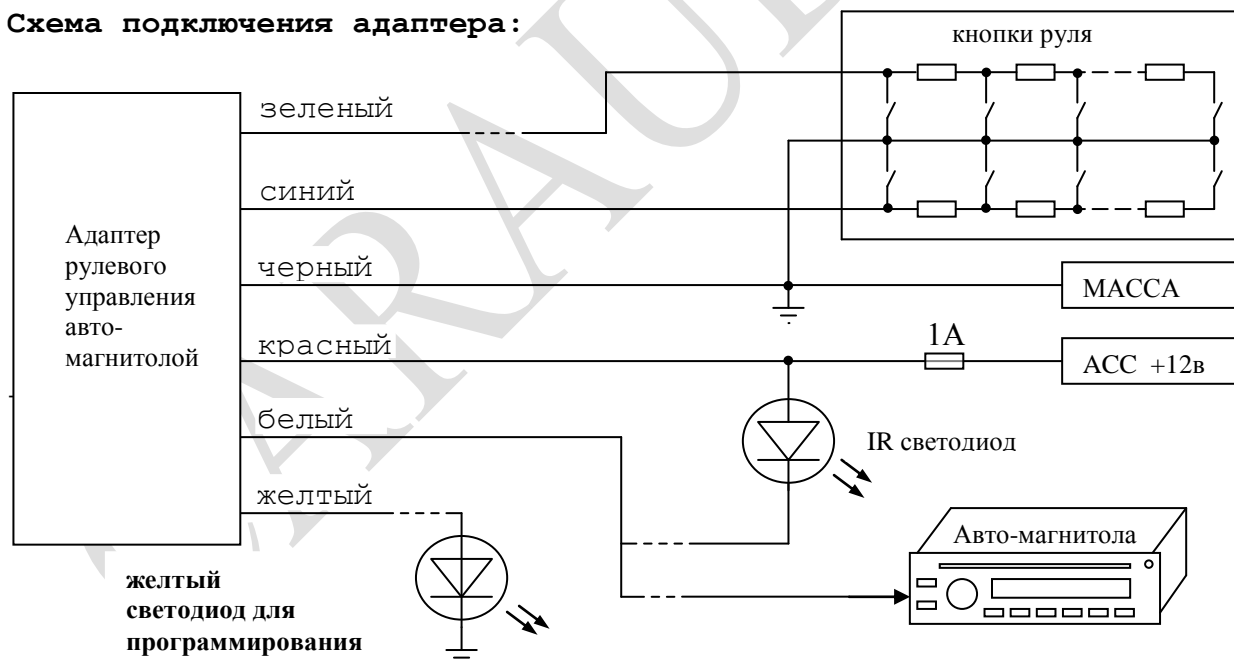 Схема подключения адаптера:
кнопки руля
зеленый
синий
Адаптер
рулевого
управления
авто-
магнитолой
черный
МАССА
красный
1А
АСС +12в
белый
IR светодиод
желтый
Авто-магнитола
желтый
светодиод для
программирования